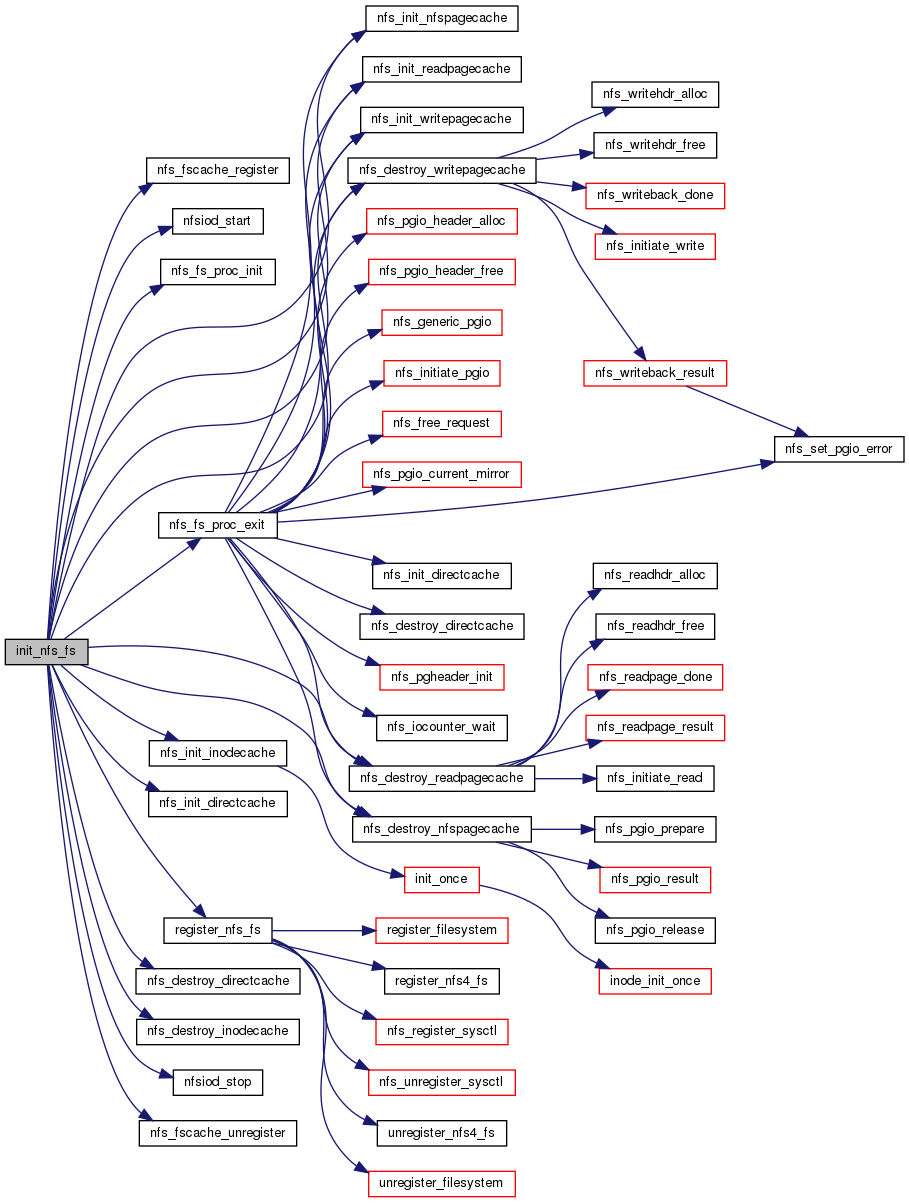 nfs_init_nfspagecache
nfs_init_readpagecache
nfs_writehdr_alloc
nfs_init_writepagecache
nfs_writehdr_free
nfs_fscache_register
nfs_destroy_writepagecache
nfs_writeback_done
nfsiod_start
nfs_pgio_header_alloc
nfs_initiate_write
nfs_fs_proc_init
nfs_pgio_header_free
nfs_generic_pgio
nfs_initiate_pgio
nfs_writeback_result
nfs_free_request
nfs_set_pgio_error
nfs_pgio_current_mirror
nfs_fs_proc_exit
nfs_init_directcache
nfs_readhdr_alloc
nfs_destroy_directcache
nfs_readhdr_free
init_nfs_fs
nfs_pgheader_init
nfs_readpage_done
nfs_iocounter_wait
nfs_readpage_result
nfs_init_inodecache
nfs_destroy_readpagecache
nfs_initiate_read
nfs_init_directcache
nfs_destroy_nfspagecache
nfs_pgio_prepare
init_once
nfs_pgio_result
register_nfs_fs
register_filesystem
nfs_pgio_release
nfs_destroy_directcache
register_nfs4_fs
inode_init_once
nfs_destroy_inodecache
nfs_register_sysctl
nfsiod_stop
nfs_unregister_sysctl
nfs_fscache_unregister
unregister_nfs4_fs
unregister_filesystem